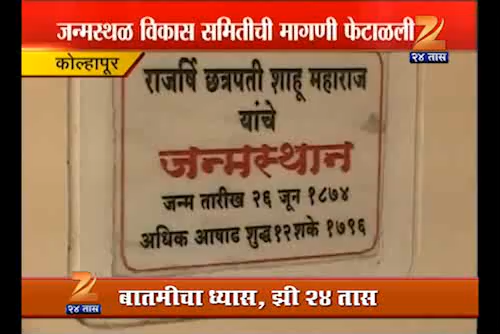 जन्मस्थळ विकास समितीची मागणी फेटाळली
२४ तास
कोल्हापूर
राजर्षि छत्रपती शाहू महाराज
यांचे
जन्मस्थान
जन्म तारीख २६ जून १८७४
अधिक आषाढ शुद्ध१२शके १७९६
२४ तास
बातमीचा ध्यास, झी २४ तास